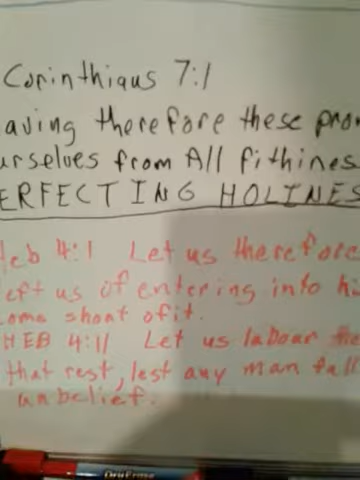 Corinthians 7:1
aving therefore these pro
urselves from All fithines
ERFECTING HOLINES
Heb 4:1 Let us therefore
left us of entering into hi
come short of it.
HEB 4:11 Let us labour the
that rest, lest any man fall
unbelief.